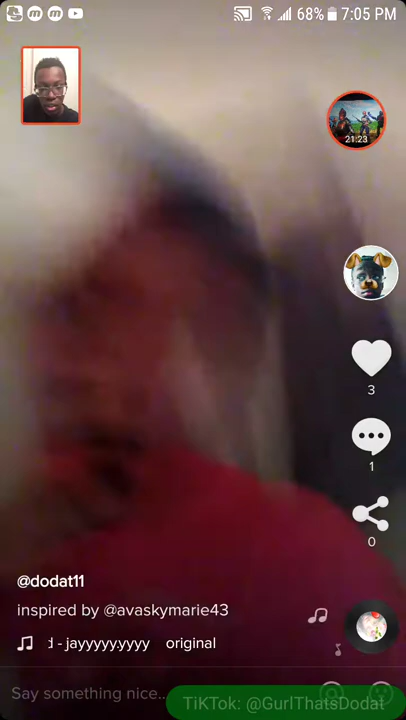 68% 7:05 PM
21:23
3
1
0
@dodat11
inspired by @avaskymarie43
d - jayyyyyyyyy original
Say something nice..
TikTok: @GurlThatsDodat